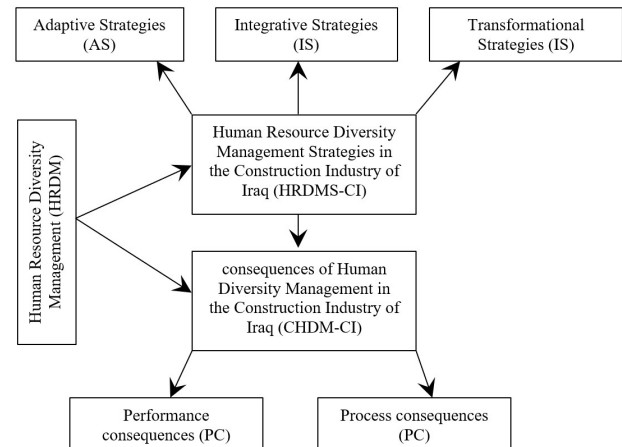 Adaptive Strategies
(AS)
Integrative Strategies
(IS)
Transformational
Strategies (IS)
Human Resource Diversity
Management (HRDM)
Human Resource Diversity
Management Strategies in
the Construction Industry of
Iraq (HRDMS-CI)
consequences of Human
Diversity Management in
the Construction Industry of
Iraq (CHDM-CI)
Performance
consequences (PC)
Process consequences
(PC)